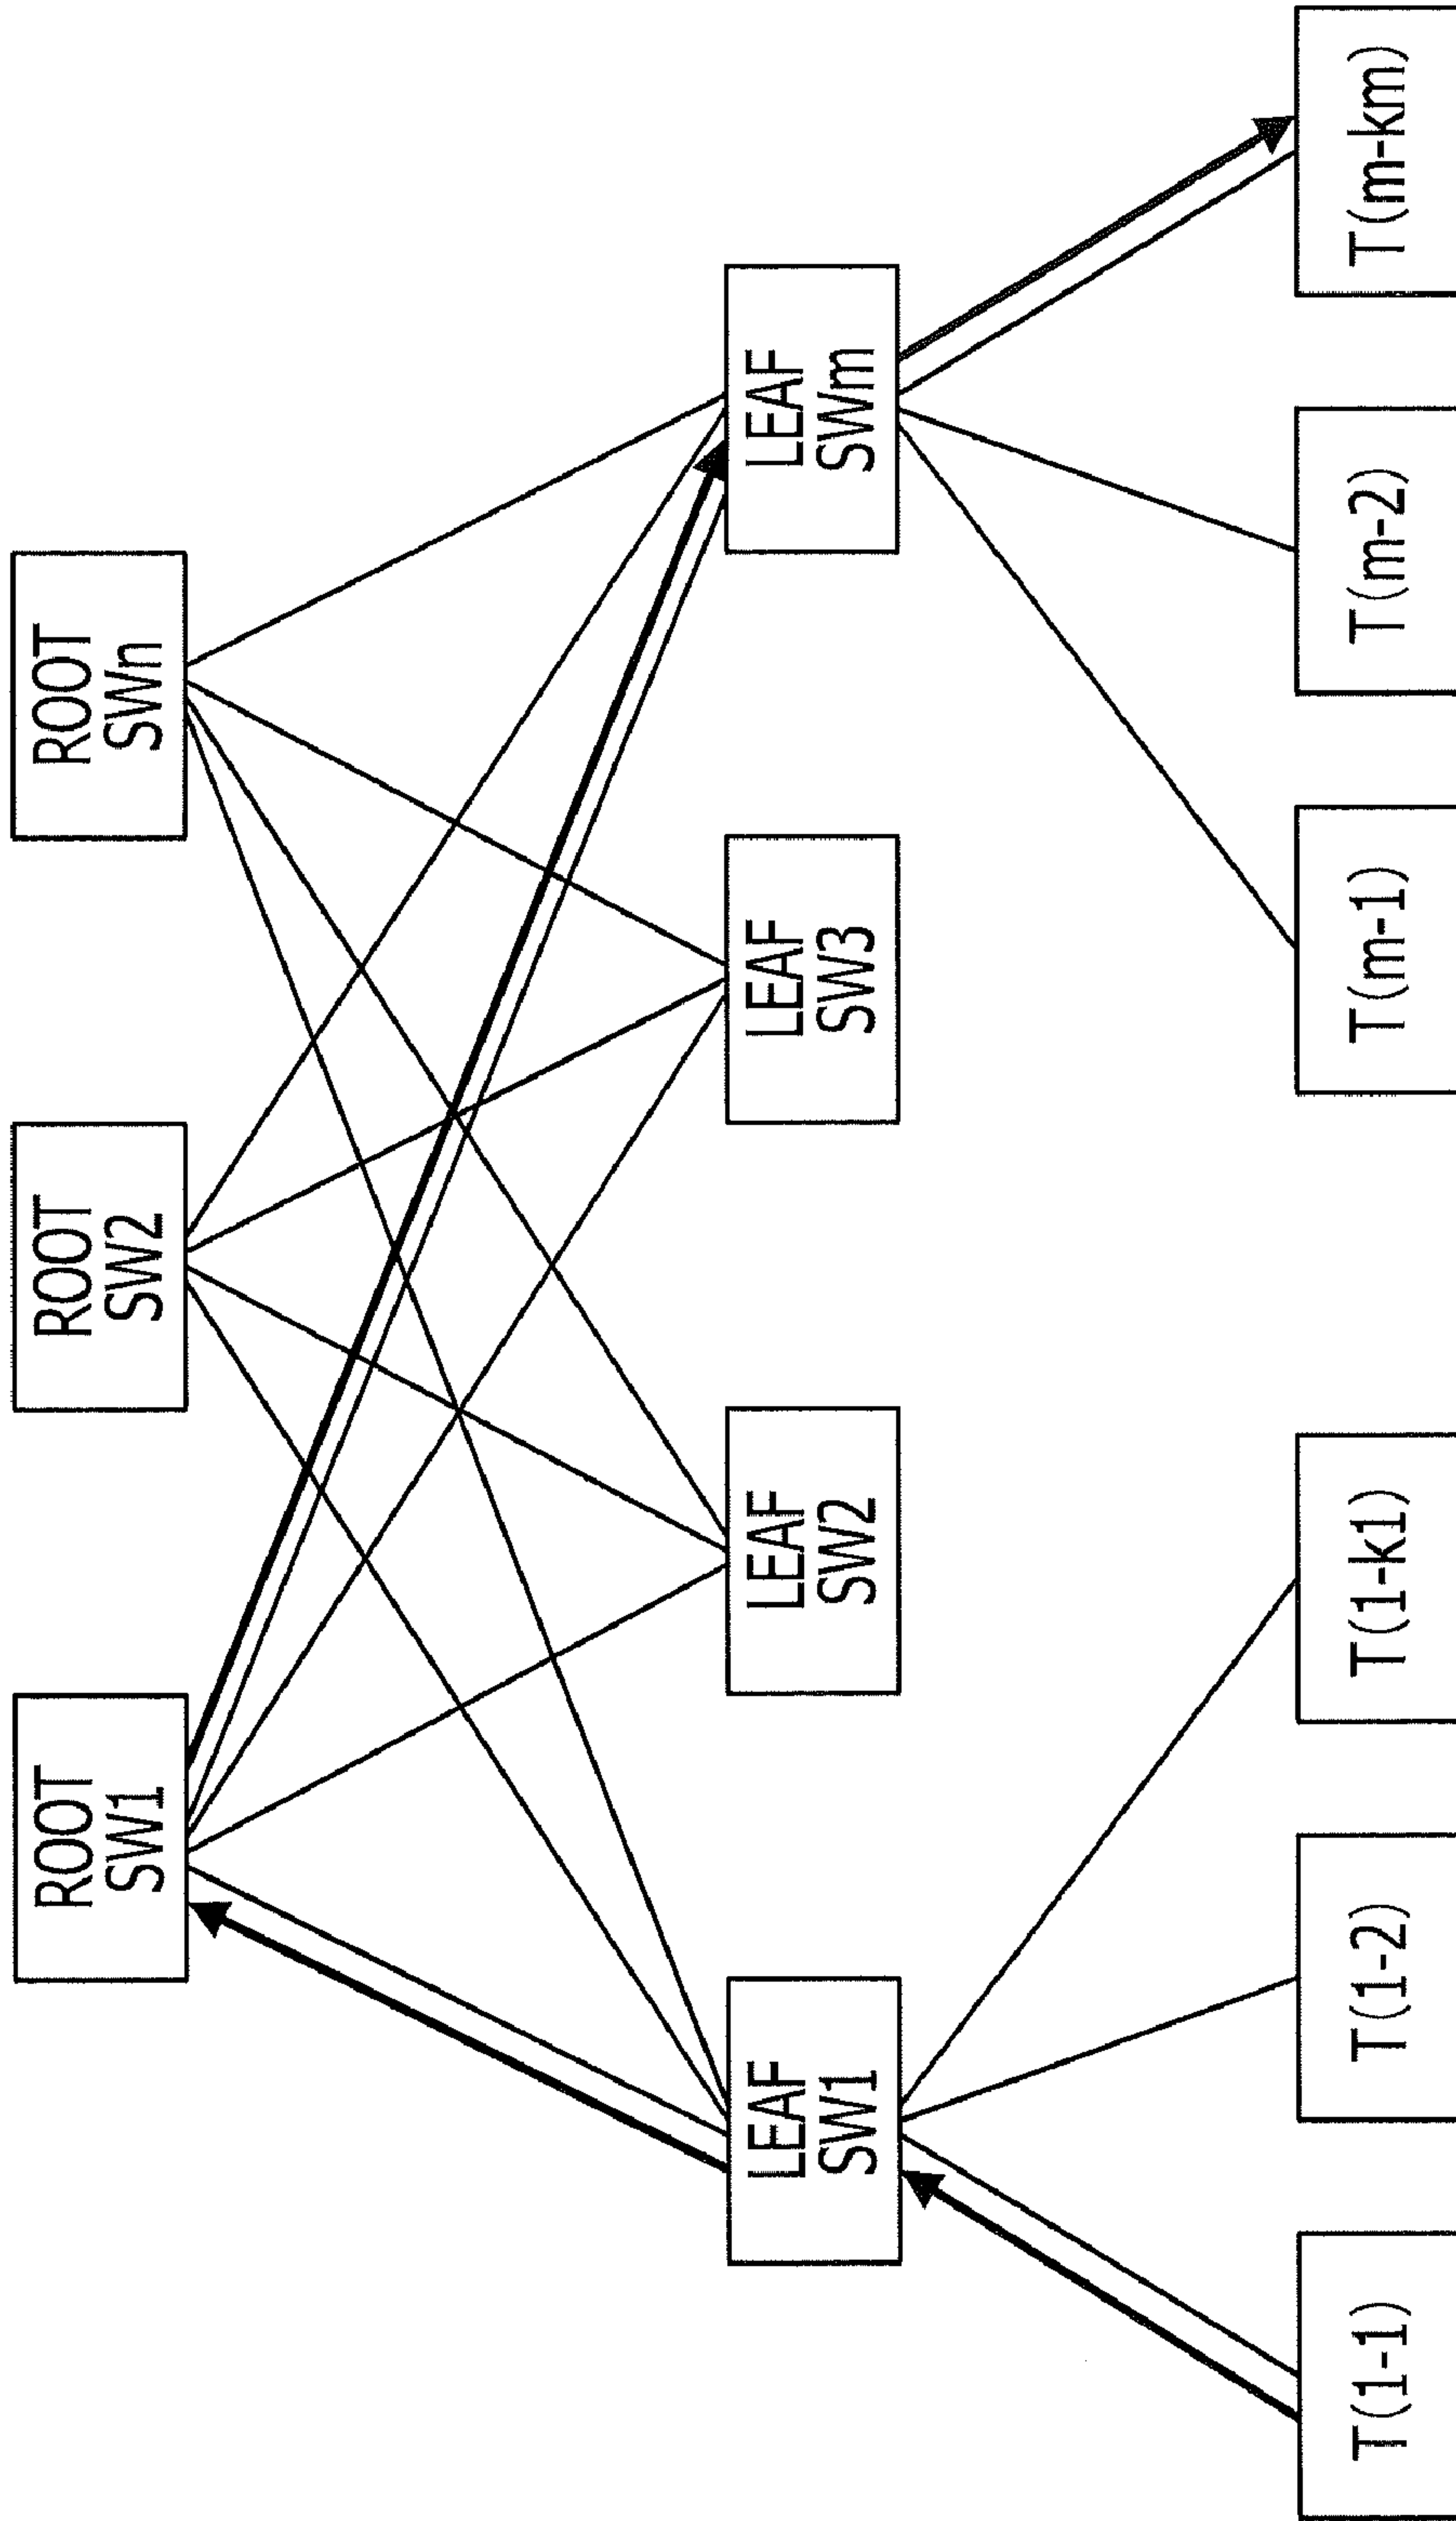 ROOT
SW1
ROOT
SW2
ROOT
SWn
LEAF
SW1
LEAF
SW2
LEAF
SW3
LEAF
SWm
T(1-1)
T(1-2)
T(1-k1)
T(m-1)
T(m-2)
T(m-km)